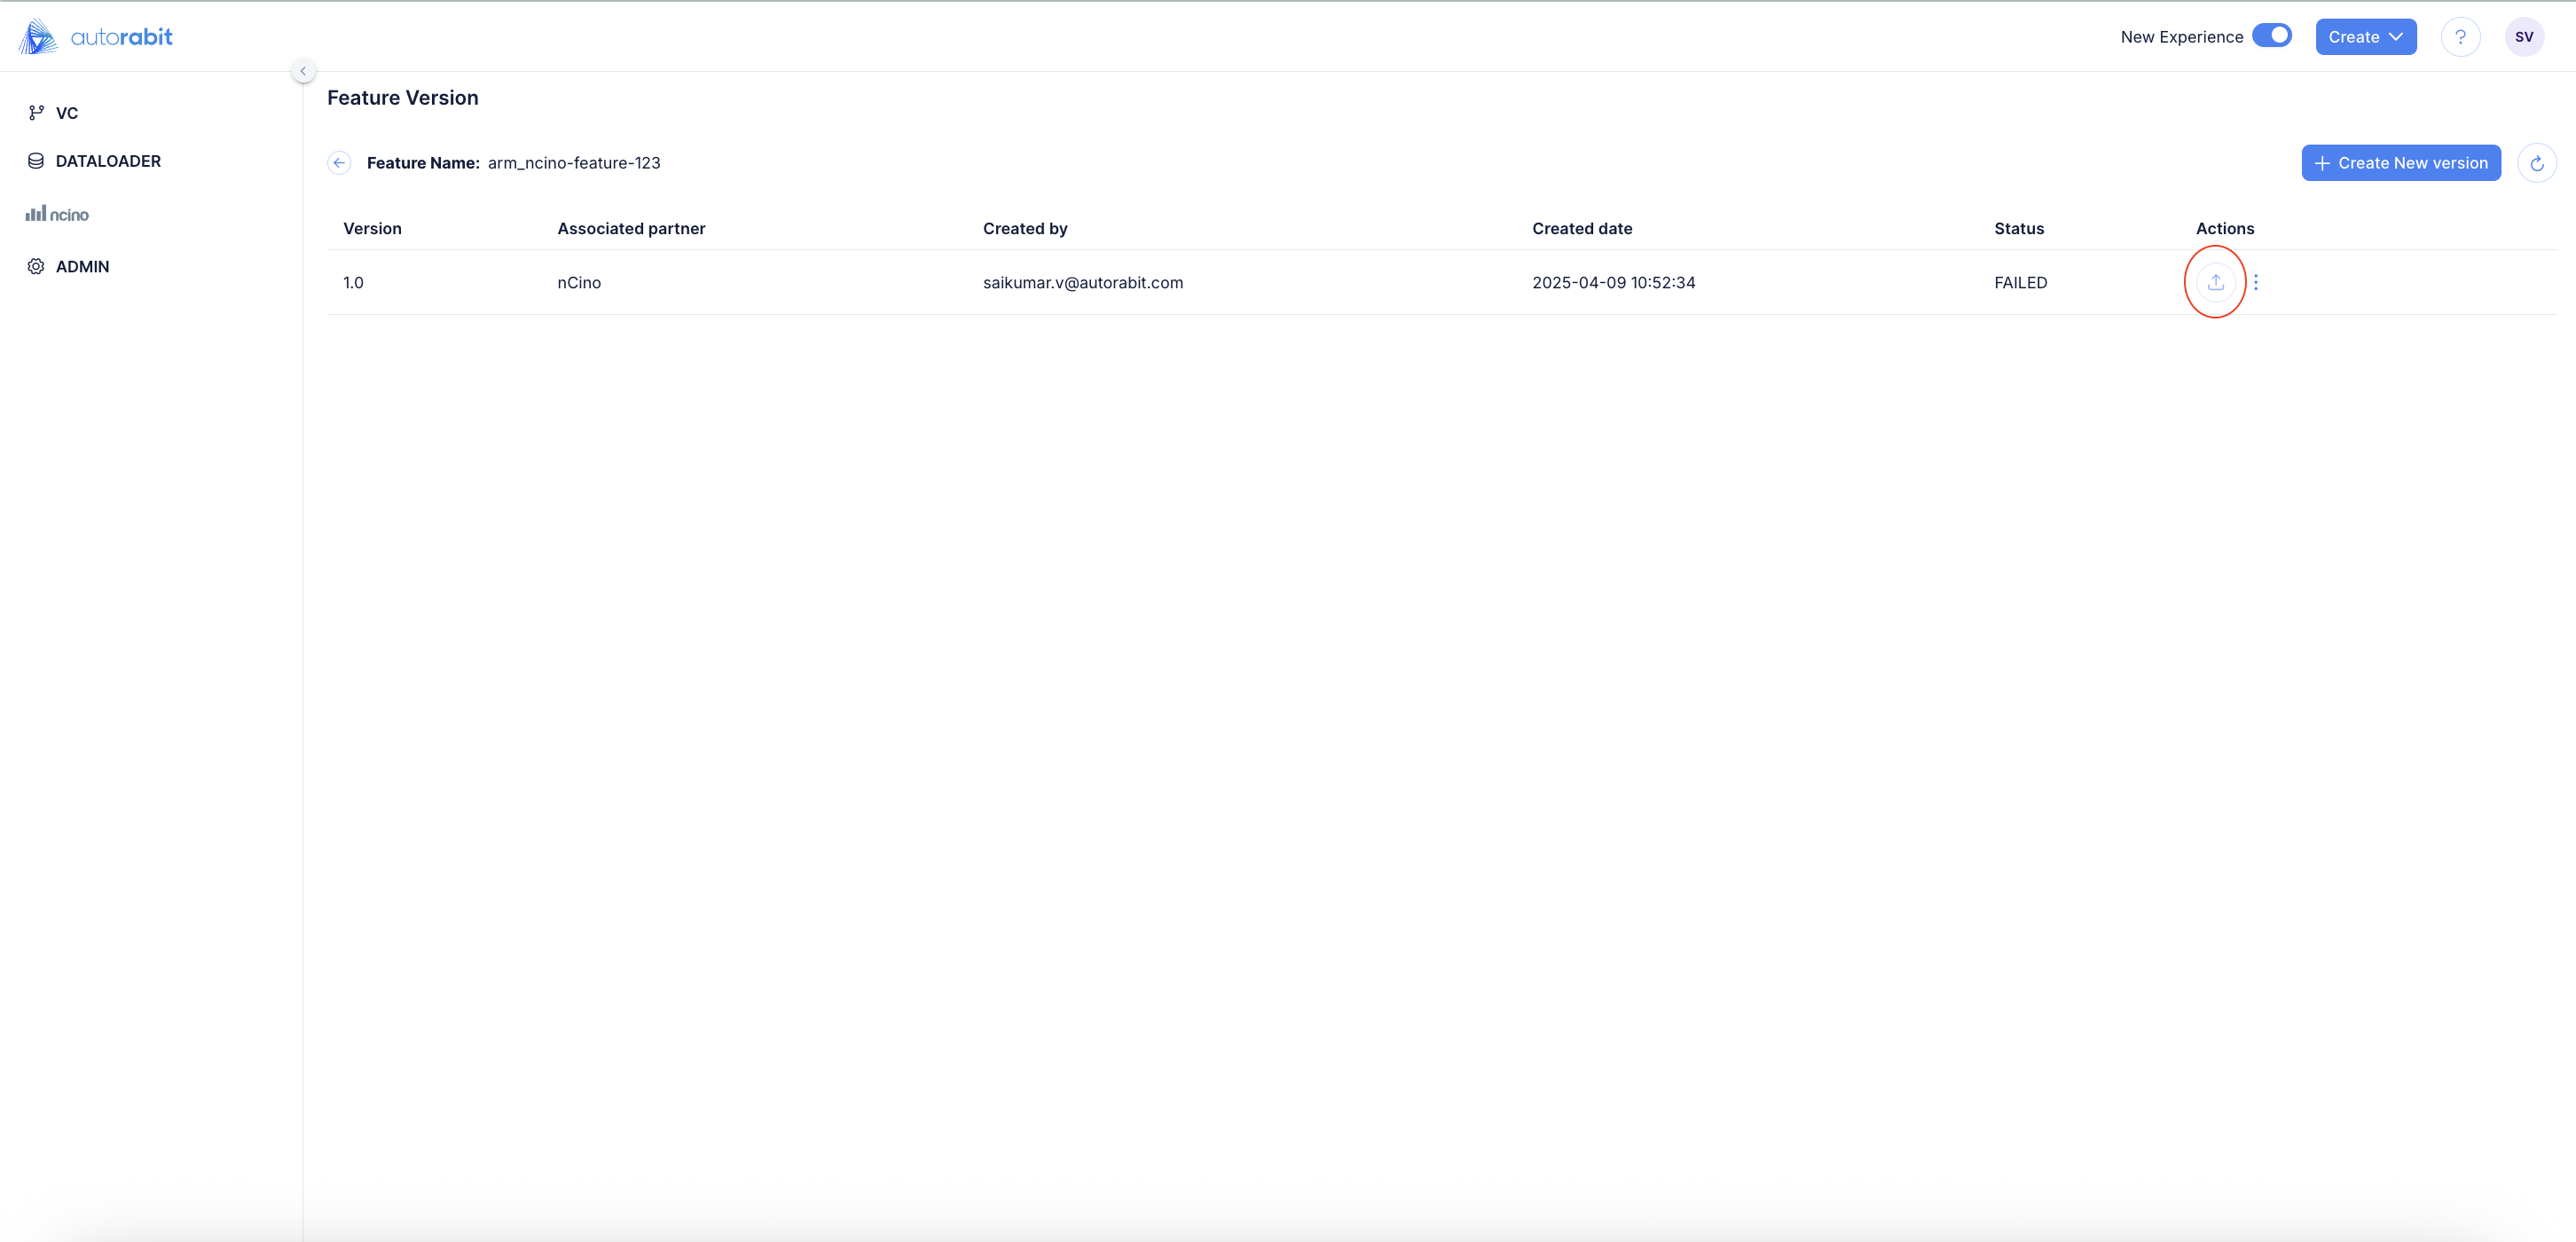 autorabit
New Experience
Create
?
SV
VC
DATALOADER
ncino
ADMIN
Feature Version
Feature Name: arm_ncino-feature-123
Create New version
Version Associated partner Created by Created date Status Actions
1.0 nCino saikumar.v@autorabit.com 2025-04-09 10:52:34 FAILED